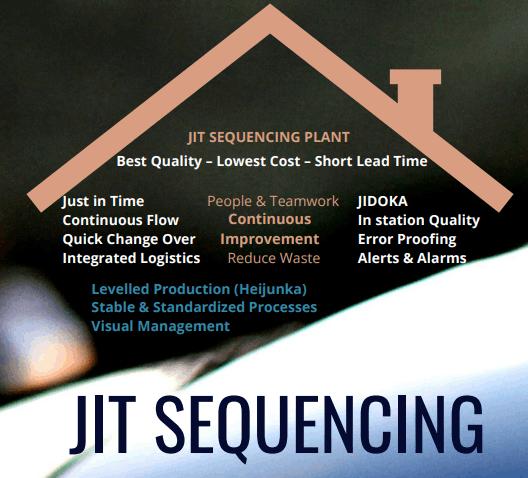 JIT SEQUENCING PLANT
Best Quality – Lowest Cost – Short Lead Time
Just in Time
Continuous Flow
Quick Change Over
Integrated Logistics
People & Teamwork
Continuous
Improvement
Reduce Waste
JIDOKA
In station Quality
Error Proofing
Alerts & Alarms
Levelled Production (Heijunka)
Stable & Standardized Processes
Visual Management
JIT SEQUENCING